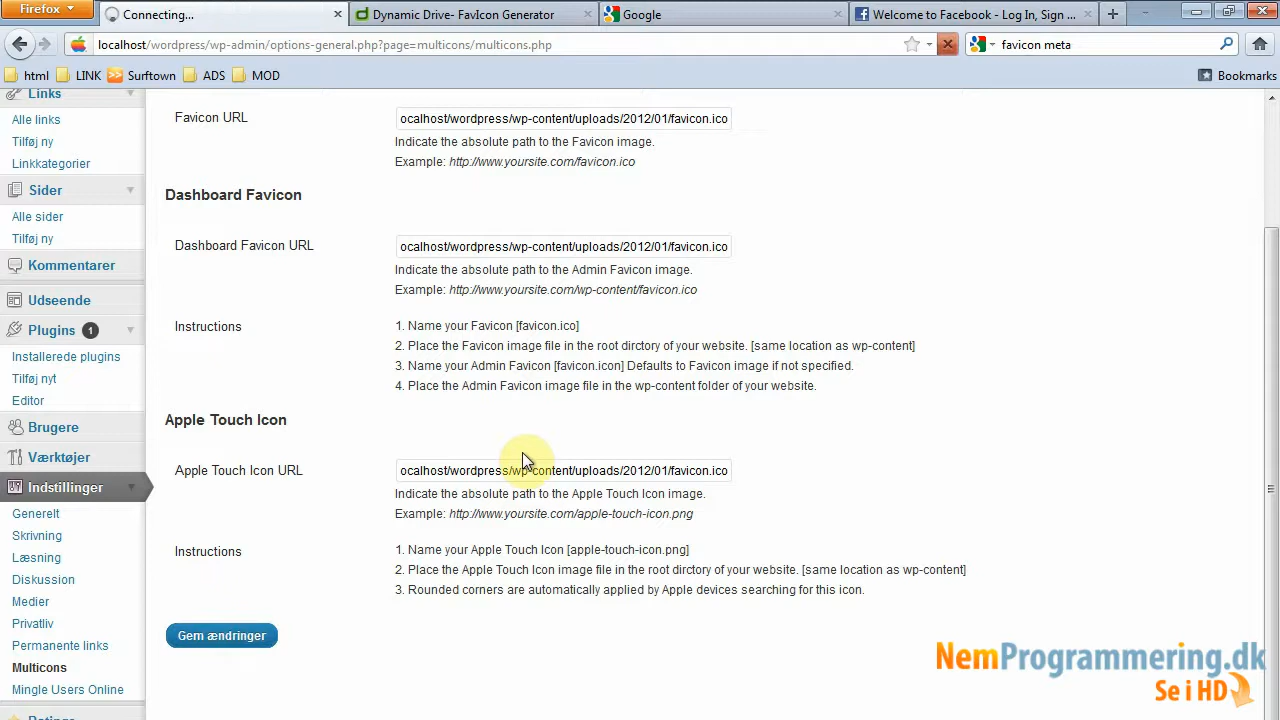 Firefox
Connecting...
Dynamic Drive- FavIcon Generator
Google
Welcome to Facebook - Log In, Sign ...
localhost/wordpress/wp-admin/options-general.php?page=multicons/multicons.php
favicon meta
html
LINK
Surftown
ADS
MOD
Bookmarks
Links
Alle links
Tilføj ny
Linkkategorier
Sider
Alle sider
Tilføj ny
Kommentarer
Udseende
Plugins 1
Installerede plugins
Tilføj nyt
Editor
Brugere
Værktøjer
Indstillinger
Generelt
Skrivning
Læsning
Diskussion
Medier
Privatliv
Permanente links
Multicons
Mingle Users Online
Ratings
Favicon URL
ocalhost/wordpress/wp-content/uploads/2012/01/favicon.ico
Indicate the absolute path to the Favicon image.
Example: http://www.yoursite.com/favicon.ico
Dashboard Favicon
Dashboard Favicon URL
ocalhost/wordpress/wp-content/uploads/2012/01/favicon.ico
Indicate the absolute path to the Admin Favicon image.
Example: http://www.yoursite.com/wp-content/favicon.ico
Instructions
1. Name your Favicon [favicon.ico]
2. Place the Favicon image file in the root dirctory of your website. [same location as wp-content]
3. Name your Admin Favicon [favicon.icon] Defaults to Favicon image if not specified.
4. Place the Admin Favicon image file in the wp-content folder of your website.
Apple Touch Icon
Apple Touch Icon URL
ocalhost/wordpress/wp-content/uploads/2012/01/favicon.ico
Indicate the absolute path to the Apple Touch Icon image.
Example: http://www.yoursite.com/apple-touch-icon.png
Instructions
1. Name your Apple Touch Icon [apple-touch-icon.png]
2. Place the Apple Touch Icon image file in the root dirctory of your website. [same location as wp-content]
3. Rounded corners are automatically applied by Apple devices searching for this icon.
Gem ændringer
NemProgrammering.dk
Se i HD